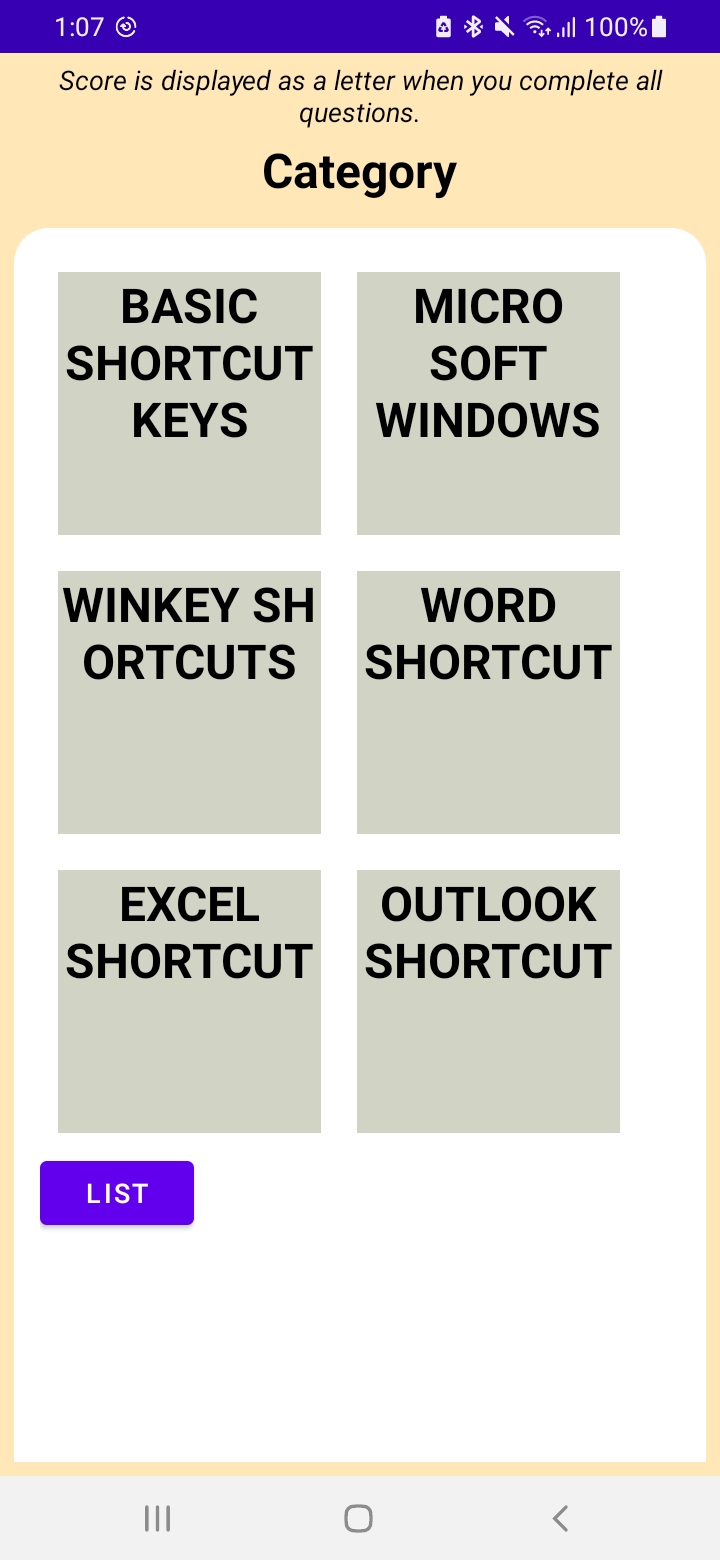 1:07 100%
Score is displayed as a letter when you complete all
questions.
Category
BASIC
SHORTCUT
KEYS
MICRO
SOFT
WINDOWS
WINKEY SH
ORTCUTS
WORD
SHORTCUT
EXCEL
SHORTCUT
OUTLOOK
SHORTCUT
LIST